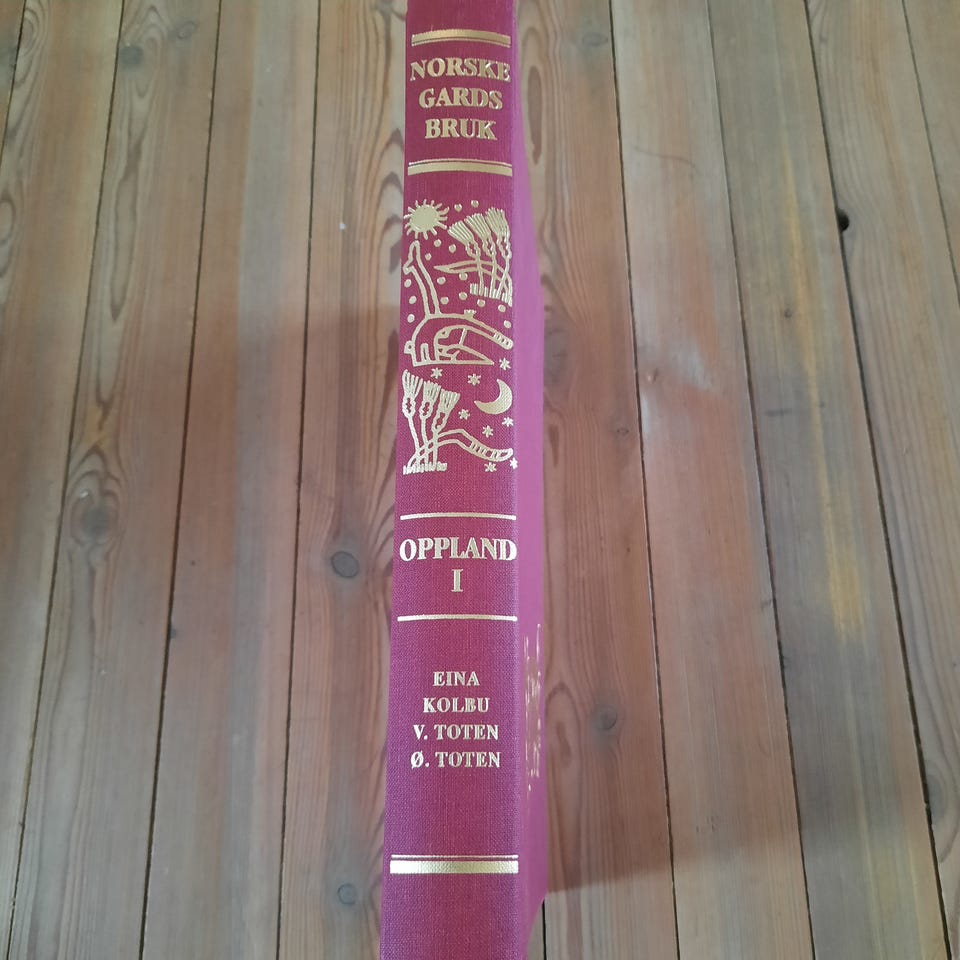 NORSKE
GARDS
BRUK
OPPLAND
I
EINA
KOLBU
V. TOTEN
Ø. TOTEN